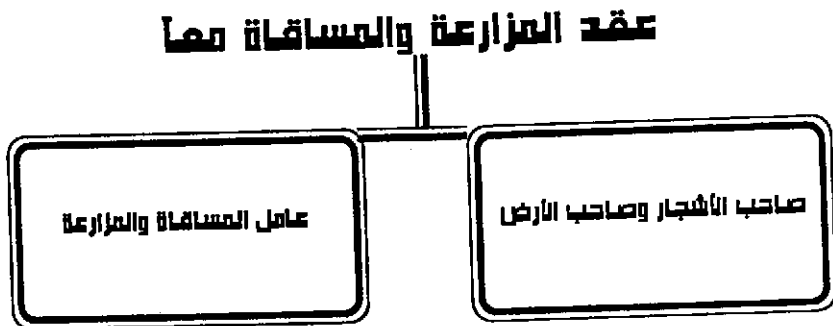 عقد المزارعة والمساقاة معاً
صاحب الأشجار وصاحب الأرض
عامل المساقاة والمزارعة